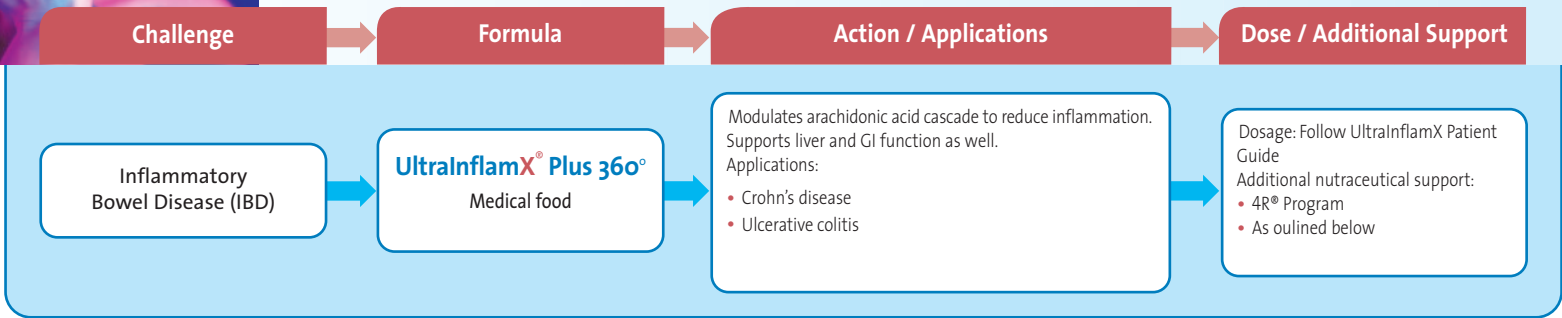 Challenge
Formula
Action / Applications
Dose / Additional Support
Inflammatory
Bowel Disease (IBD)
UltraInflamX® Plus 360°
Medical food
Modulates arachidonic acid cascade to reduce inflammation.
Supports liver and GI function as well.
Applications:
• Crohn’s disease
• Ulcerative colitis
Dosage: Follow UltraInflamX Patient
Guide
Additional nutraceutical support:
• 4R® Program
• As oulined below